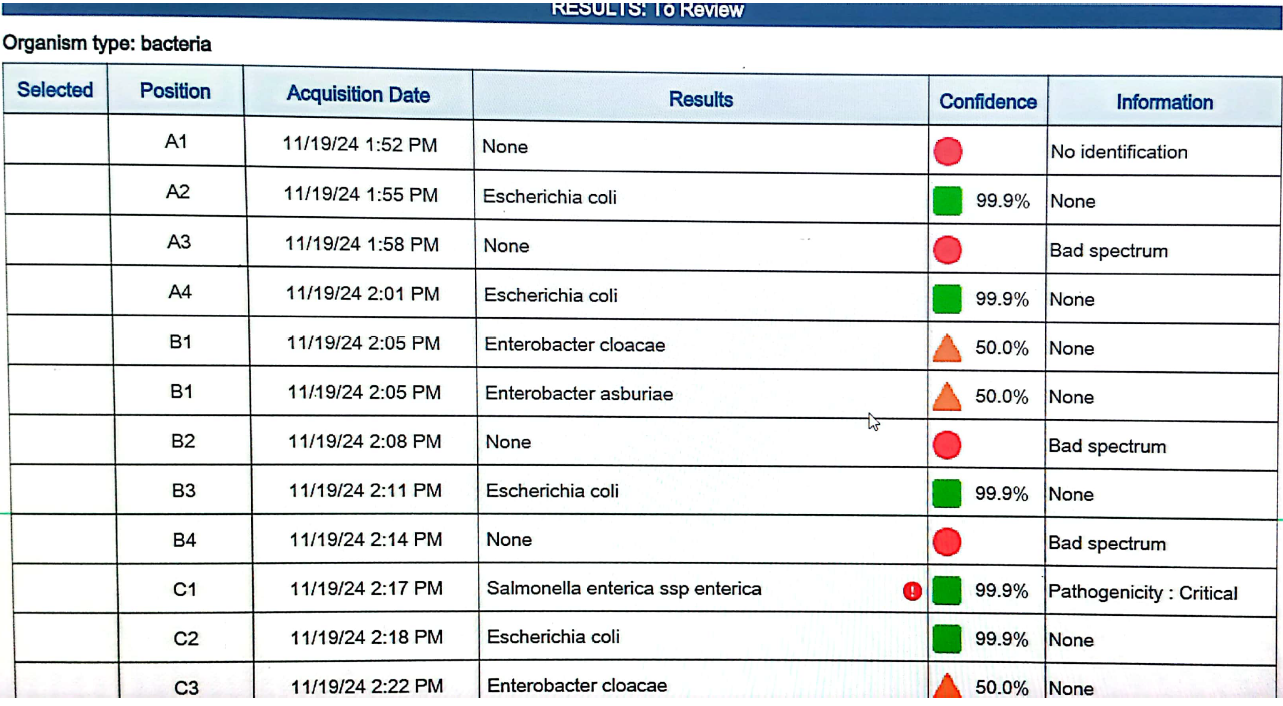 RESULTS: To Review
Organism type: bacteria
Selected Position Acquisition Date Results Confidence Information
A1 11/19/24 1:52 PM None No identification
A2 11/19/24 1:55 PM Escherichia coli 99.9% None
A3 11/19/24 1:58 PM None Bad spectrum
A4 11/19/24 2:01 PM Escherichia coli 99.9% None
B1 11/19/24 2:05 PM Enterobacter cloacae 50.0% None
B1 11/19/24 2:05 PM Enterobacter asburiae 50.0% None
B2 11/19/24 2:08 PM None Bad spectrum
B3 11/19/24 2:11 PM Escherichia coli 99.9% None
B4 11/19/24 2:14 PM None Bad spectrum
C1 11/19/24 2:17 PM Salmonella enterica ssp enterica ! 99.9% Pathogenicity : Critical
C2 11/19/24 2:18 PM Escherichia coli 99.9% None
C3 11/19/24 2:22 PM Enterobacter cloacae 50.0% None